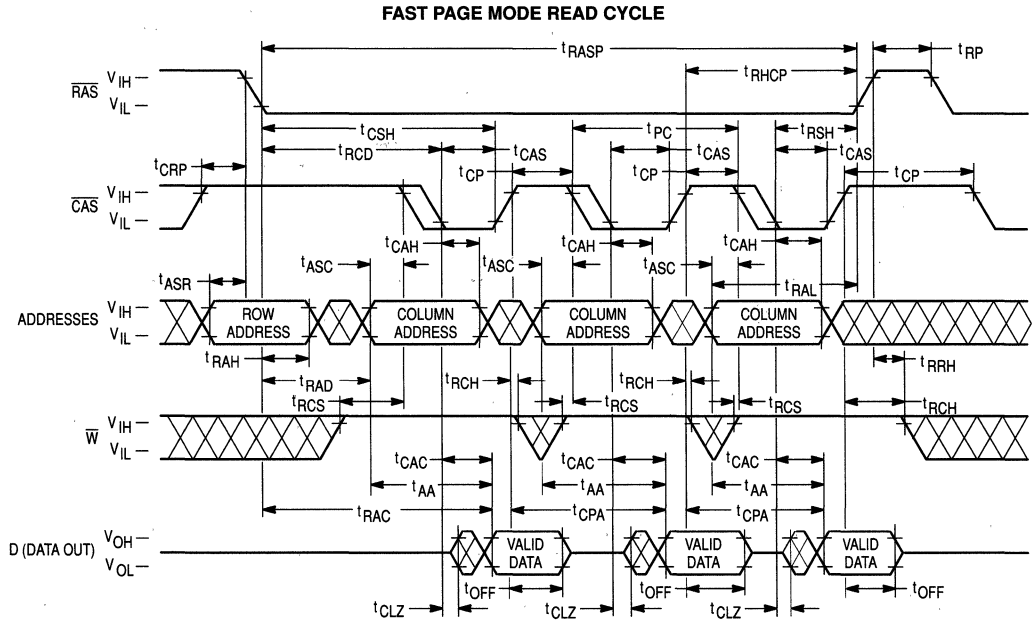 FAST PAGE MODE READ CYCLE
tRASP
tRP
tRHCP
RAS
VIH
VIL
tCSH
tPC
tRSH
tRCD
tCAS
tCAS
tCAS
tCRP
tCP
tCP
tCP
CAS
VIH
VIL
tCAH
tCAH
tCAH
tASC
tASC
tASC
tASR
tRAL
ADDRESSES
VIH
VIL
ROW ADDRESS
COLUMN ADDRESS
COLUMN ADDRESS
COLUMN ADDRESS
tRAH
tRRH
tRAD
tRCH
tRCH
tRCS
tRCS
tRCS
tRCH
W
VIH
VIL
tCAC
tCAC
tCAC
tAA
tAA
tAA
tRAC
tCPA
tCPA
D (DATA OUT)
VOH
VOL
VALID DATA
VALID DATA
VALID DATA
tOFF
tOFF
tOFF
tCLZ
tCLZ
tCLZ